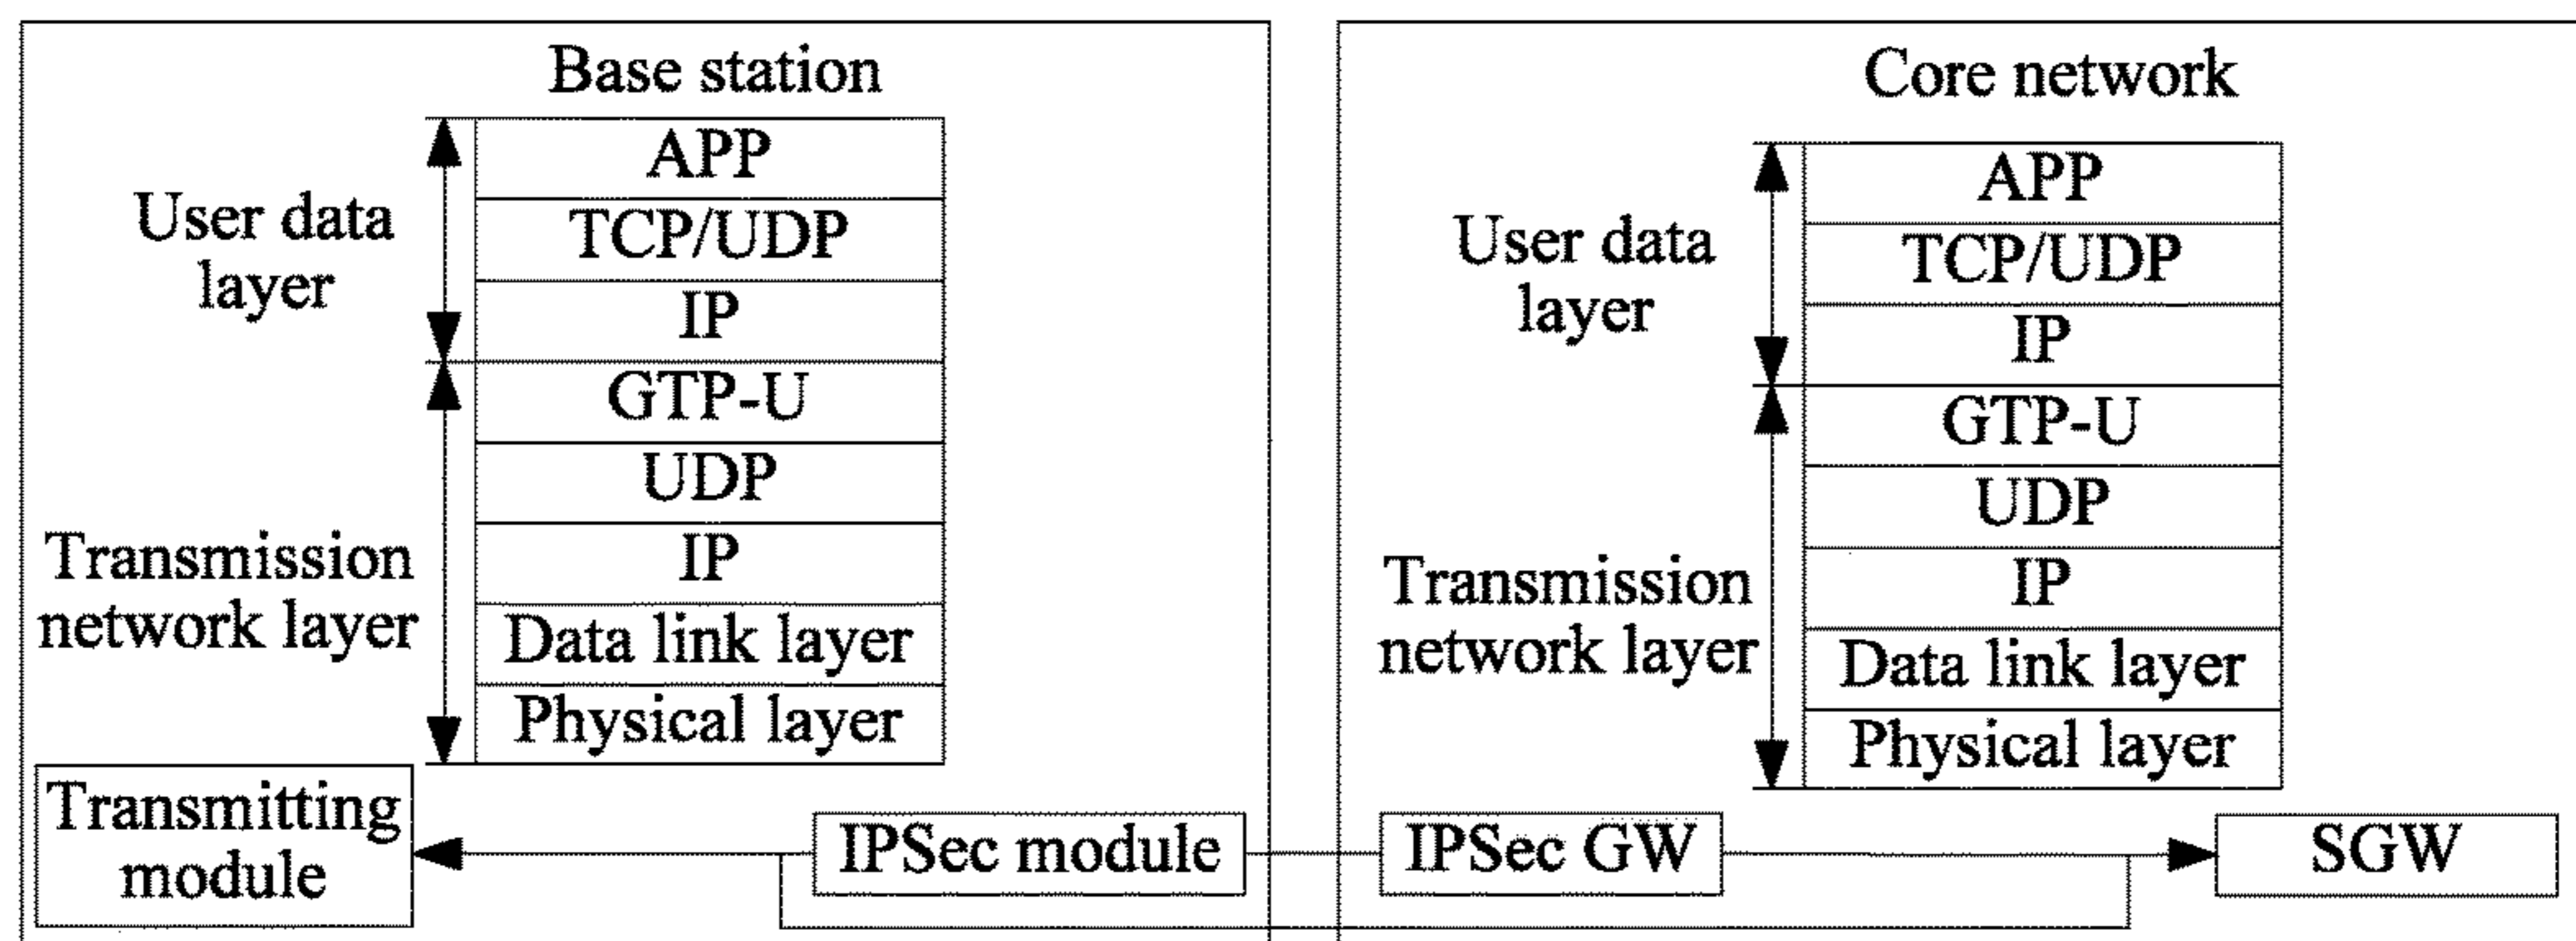 Base station
APP
TCP/UDP
IP
GTP-U
UDP
IP
Data link layer
Physical layer
User data
layer
Transmission
network layer
Transmitting
module
IPSec module
Core network
APP
TCP/UDP
IP
GTP-U
UDP
IP
Data link layer
Physical layer
User data
layer
Transmission
network layer
IPSec GW
SGW